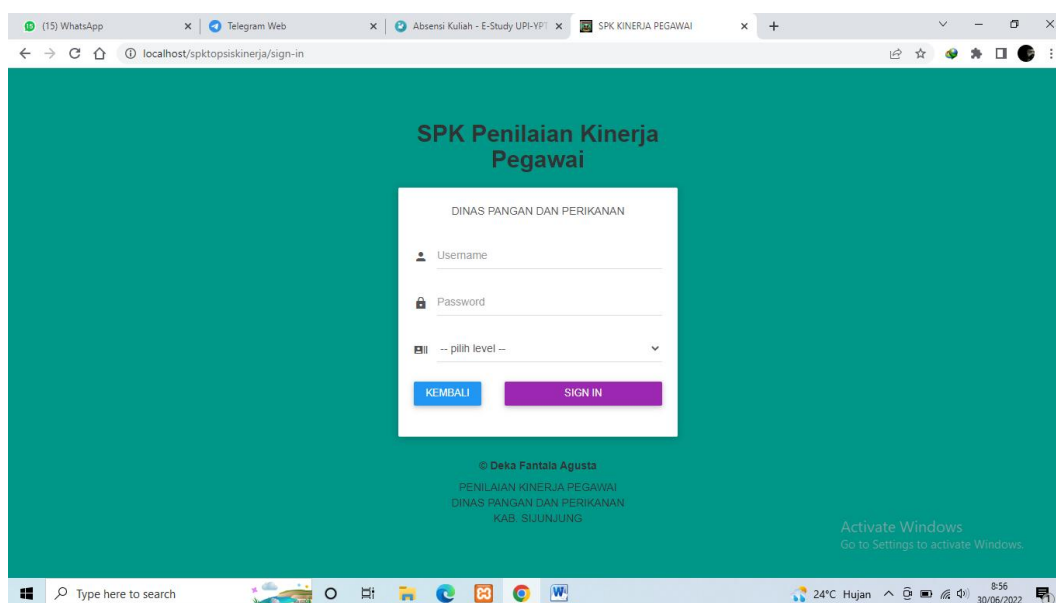 (15) WhatsApp
Telegram Web
Absensi Kuliah - E-Study UPI-YPT
SPK KINERJA PEGAWAI
localhost/spktopsiskinerja/sign-in
SPK Penilaian Kinerja
Pegawai
DINAS PANGAN DAN PERIKANAN
Username
Password
-- pilih level --
KEMBALI
SIGN IN
© Deka Fantala Agusta
PENILAIAN KINERJA PEGAWAI
DINAS PANGAN DAN PERIKANAN
KAB. SIJUNJUNG
Activate Windows
Go to Settings to activate Windows.
Type here to search
24°C Hujan
8:56
30/06/2022